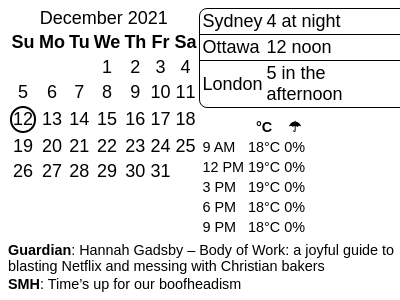 December 2021
Su Mo Tu We Th Fr Sa
1 2 3 4
5 6 7 8 9 10 11
12 13 14 15 16 17 18
19 20 21 22 23 24 25
26 27 28 29 30 31
Sydney 4 at night
Ottawa 12 noon
London 5 in the
afternoon
°C ☂
9 AM 18°C 0%
12 PM 19°C 0%
3 PM 19°C 0%
6 PM 18°C 0%
9 PM 18°C 0%
Guardian: Hannah Gadsby – Body of Work: a joyful guide to
blasting Netflix and messing with Christian bakers
SMH: Time’s up for our boofheadism